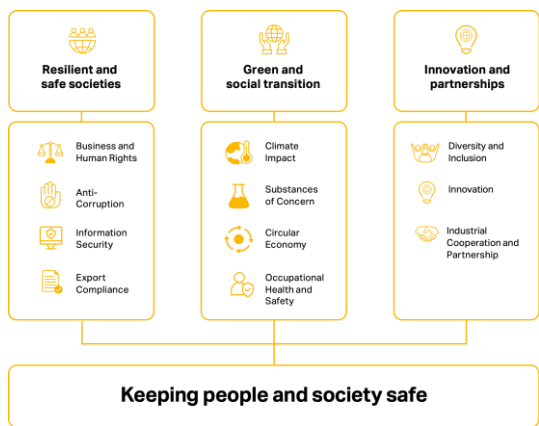 Resilient and
safe societies
Business and
Human Rights
Anti-
Corruption
Information
Security
Export
Compliance
Green and
social transition
Climate
Impact
Substances
of Concern
Circular
Economy
Occupational
Health and
Safety
Innovation and
partnerships
Diversity and
Inclusion
Innovation
Industrial
Cooperation and
Partnership
Keeping people and society safe